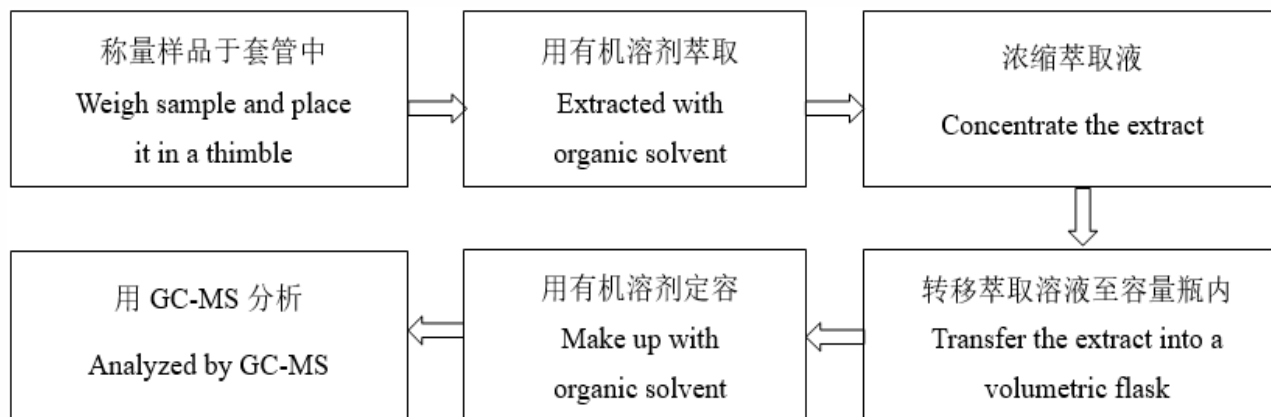 称量样品于套管中
Weigh sample and place
it in a thimble
用有机溶剂萃取
Extracted with
organic solvent
浓缩萃取液
Concentrate the extract
转移萃取溶液至容量瓶内
Transfer the extract into a
volumetric flask
用有机溶剂定容
Make up with
organic solvent
用 GC-MS 分析
Analyzed by GC-MS